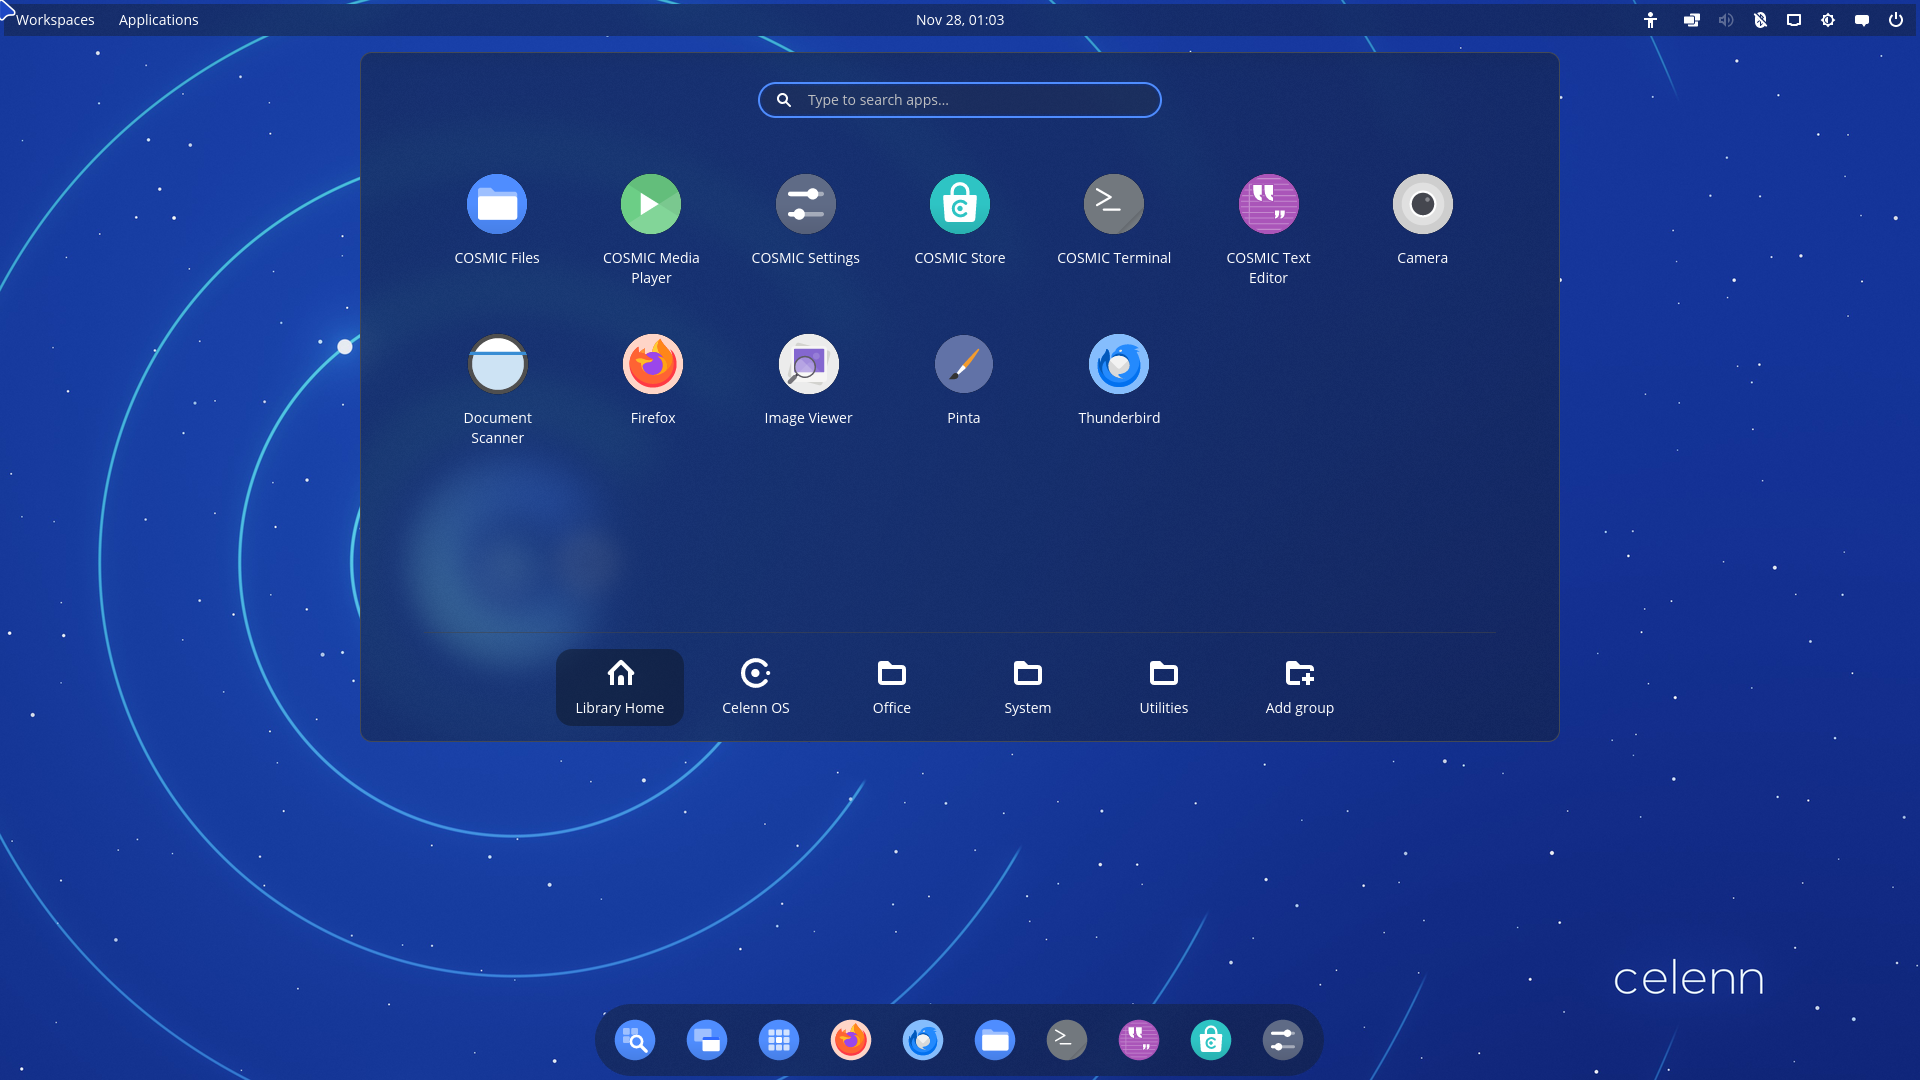 Workspaces Applications Nov 28, 01:03
Type to search apps...
COSMIC Files
COSMIC Media
Player
COSMIC Settings
COSMIC Store
COSMIC Terminal
COSMIC Text
Editor
Camera
Document
Scanner
Firefox
Image Viewer
Pinta
Thunderbird
Library Home
Celenn OS
Office
System
Utilities
Add group
celenn